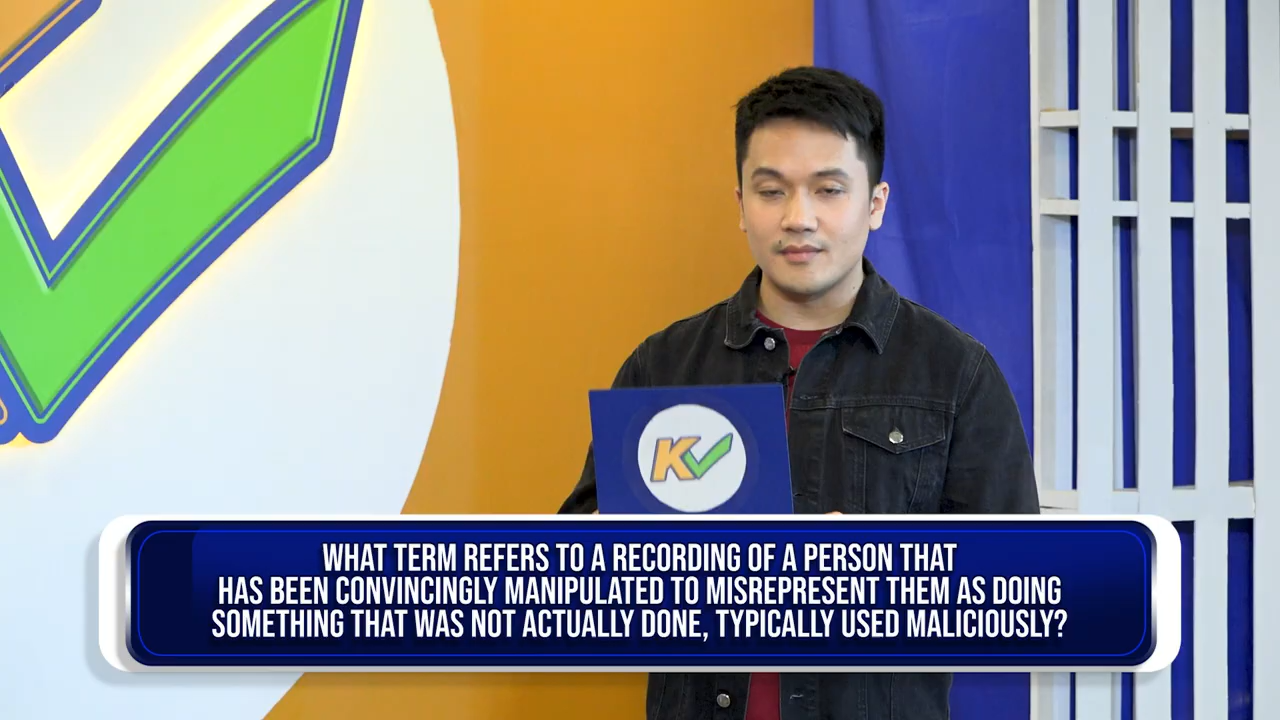 K
WHAT TERM REFERS TO A RECORDING OF A PERSON THAT
HAS BEEN CONVINCINGLY MANIPULATED TO MISREPRESENT THEM AS DOING
SOMETHING THAT WAS NOT ACTUALLY DONE, TYPICALLY USED MALICIOUSLY?